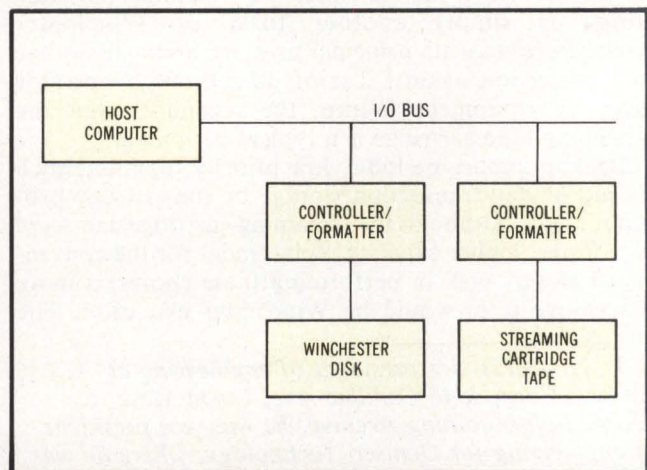 HOST
COMPUTER
I/O BUS
CONTROLLER/
FORMATTER
CONTROLLER/
FORMATTER
WINCHESTER
DISK
STREAMING
CARTRIDGE
TAPE